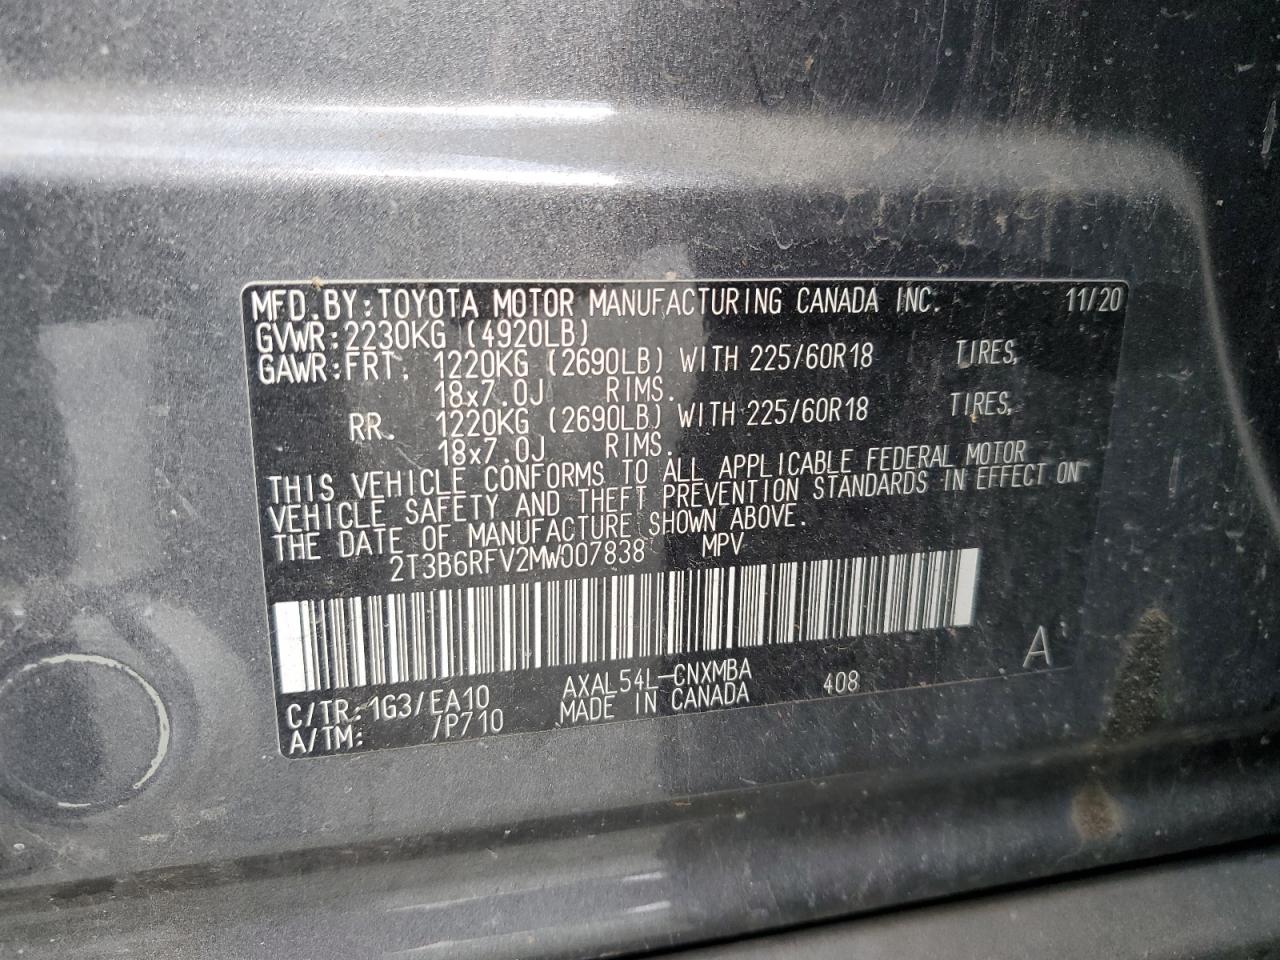 MFD.BY:TOYOTA MOTOR MANUFACTURING CANADA INC. 11/20
GVWR:2230KG (4920LB)
GAWR:FRT. 1220KG (2690LB) WITH 225/60R18 TIRES,
18x7.0J RIMS.
RR. 1220KG (2690LB) WITH 225/60R18 TIRES,
18x7.0J RIMS.
THIS VEHICLE CONFORMS TO ALL APPLICABLE FEDERAL MOTOR
VEHICLE SAFETY AND THEFT PREVENTION STANDARDS IN EFFECT ON
THE DATE OF MANUFACTURE SHOWN ABOVE.
2T3B6RFV2MW007838 MPV
A
C/TR:1G3/EA10 AXAL54L-CNXMBA 408
A/TM: /P710 MADE IN CANADA